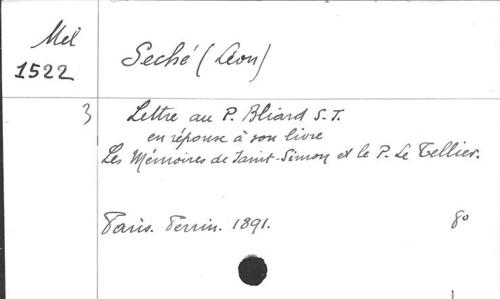 Mel
1522
Seché (Léon)
3
Lettre au P. Bliard S.J.
en réponse à son livre
Les Mémoires de Saint-Simon et le P. Le Tellier.
Paris. Perrin. 1891.
8º